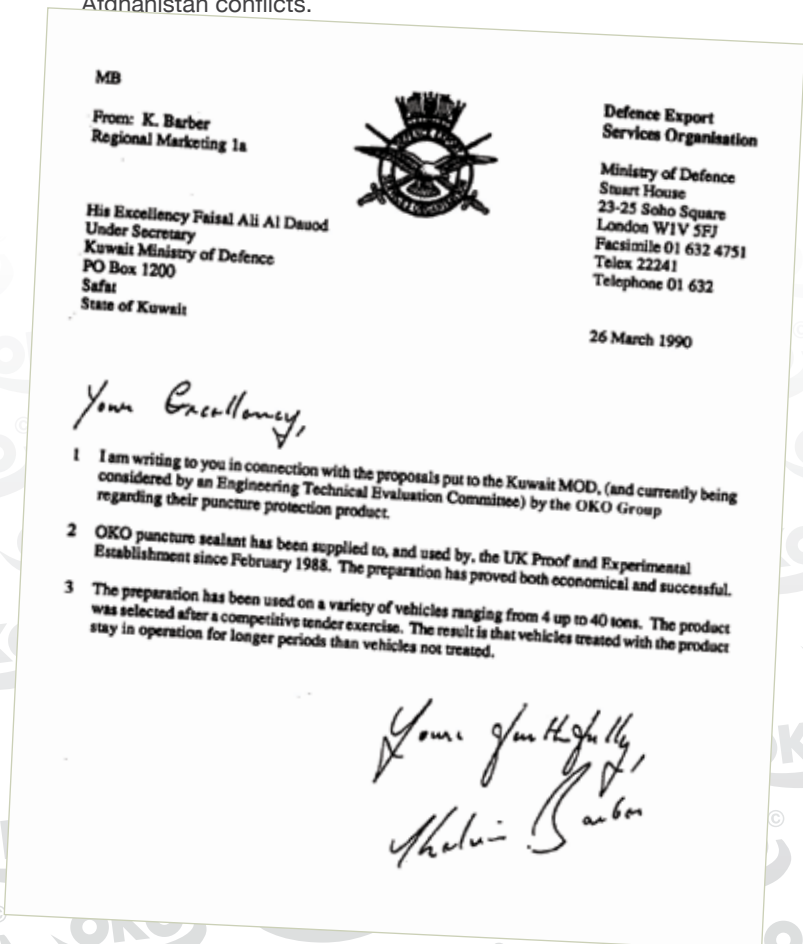 Afghanistan conflicts.
MB
From: K. Barber
Regional Marketing 1a
Defence Export
Services Organisation
Ministry of Defence
Stuart House
23-25 Soho Square
London W1V 5FJ
Facsimile 01 632 4751
Telex 22241
Telephone 01 632
His Excellency Faisal Ali Al Dauod
Under Secretary
Kuwait Ministry of Defence
PO Box 1200
Safat
State of Kuwait
26 March 1990
Your Excellency,
1 I am writing to you in connection with the proposals put to the Kuwait MOD, (and currently being
considered by an Engineering Technical Evaluation Committee) by the OKO Group
regarding their puncture protection product.
2 OKO puncture sealant has been supplied to, and used by, the UK Proof and Experimental
Establishment since February 1988. The preparation has proved both economical and successful.
3 The preparation has been used on a variety of vehicles ranging from 4 up to 40 tons. The product
was selected after a competitive tender exercise. The result is that vehicles treated with the product
stay in operation for longer periods than vehicles not treated.
Yours faithfully,
Barber
OKO